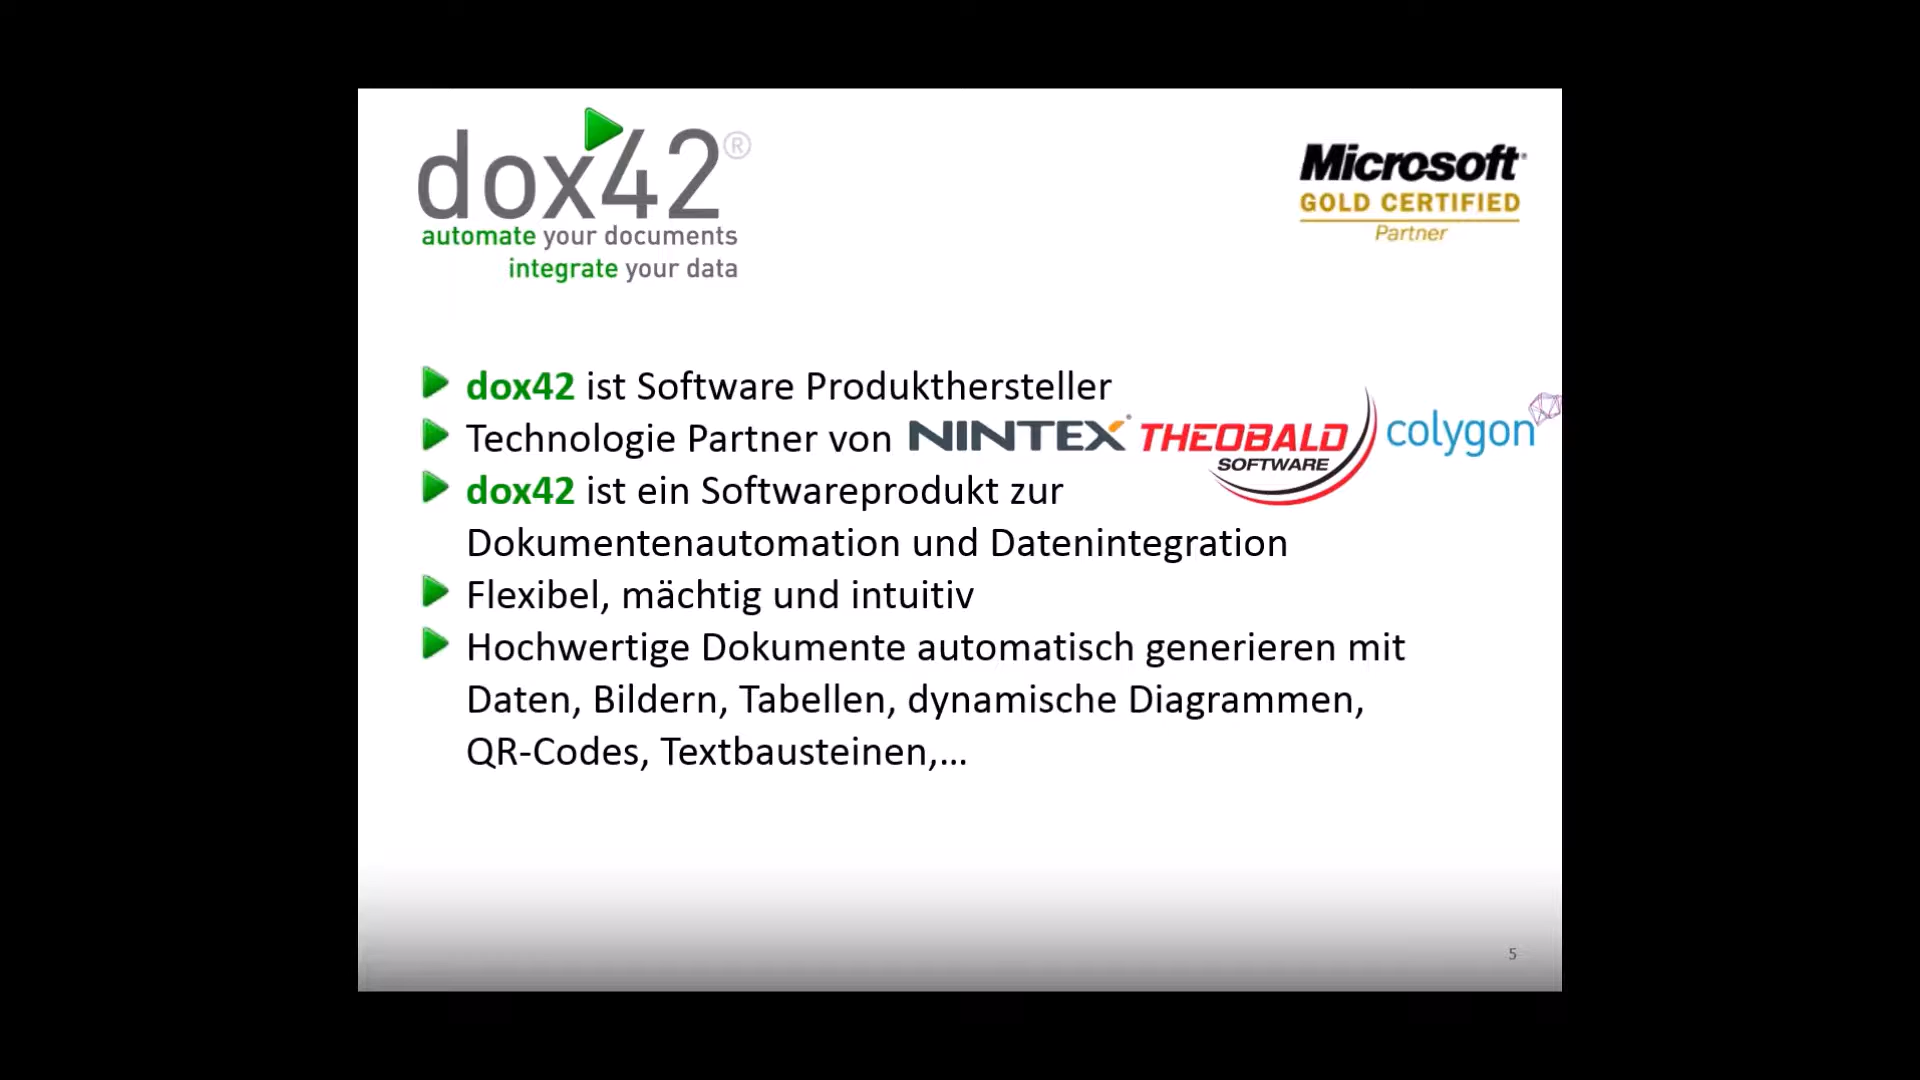 dox42®
automate your documents
integrate your data
Microsoft
GOLD CERTIFIED
Partner
dox42 ist Software Produkthersteller
Technologie Partner von NINTEX THEOBALD SOFTWARE colygon
dox42 ist ein Softwareprodukt zur
Dokumentenautomation und Datenintegration
Flexibel, mächtig und intuitiv
Hochwertige Dokumente automatisch generieren mit
Daten, Bildern, Tabellen, dynamische Diagrammen,
QR-Codes, Textbausteinen,...
5